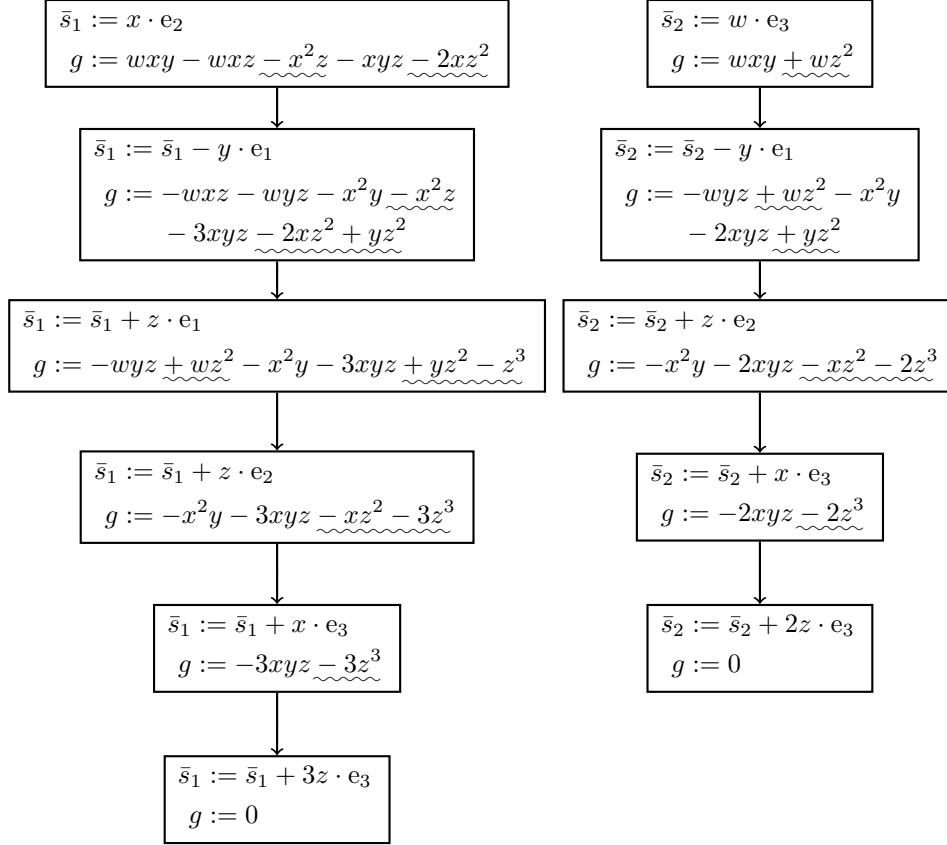 s̄₁ := x · e₂
g := wxy − wxz − x²z − xyz − 2xz²
s̄₁ := s̄₁ − y · e₁
g := −wxz − wyz − x²y − x²z
− 3xyz − 2xz² + yz²
s̄₁ := s̄₁ + z · e₁
g := −wyz + wz² − x²y − 3xyz + yz² − z³
s̄₁ := s̄₁ + z · e₂
g := −x²y − 3xyz − xz² − 3z³
s̄₁ := s̄₁ + x · e₃
g := −3xyz − 3z³
s̄₁ := s̄₁ + 3z · e₃
g := 0
s̄₂ := w · e₃
g := wxy + wz²
s̄₂ := s̄₂ − y · e₁
g := −wyz + wz² − x²y
− 2xyz + yz²
s̄₂ := s̄₂ + z · e₂
g := −x²y − 2xyz − xz² − 2z³
s̄₂ := s̄₂ + x · e₃
g := −2xyz − 2z³
s̄₂ := s̄₂ + 2z · e₃
g := 0